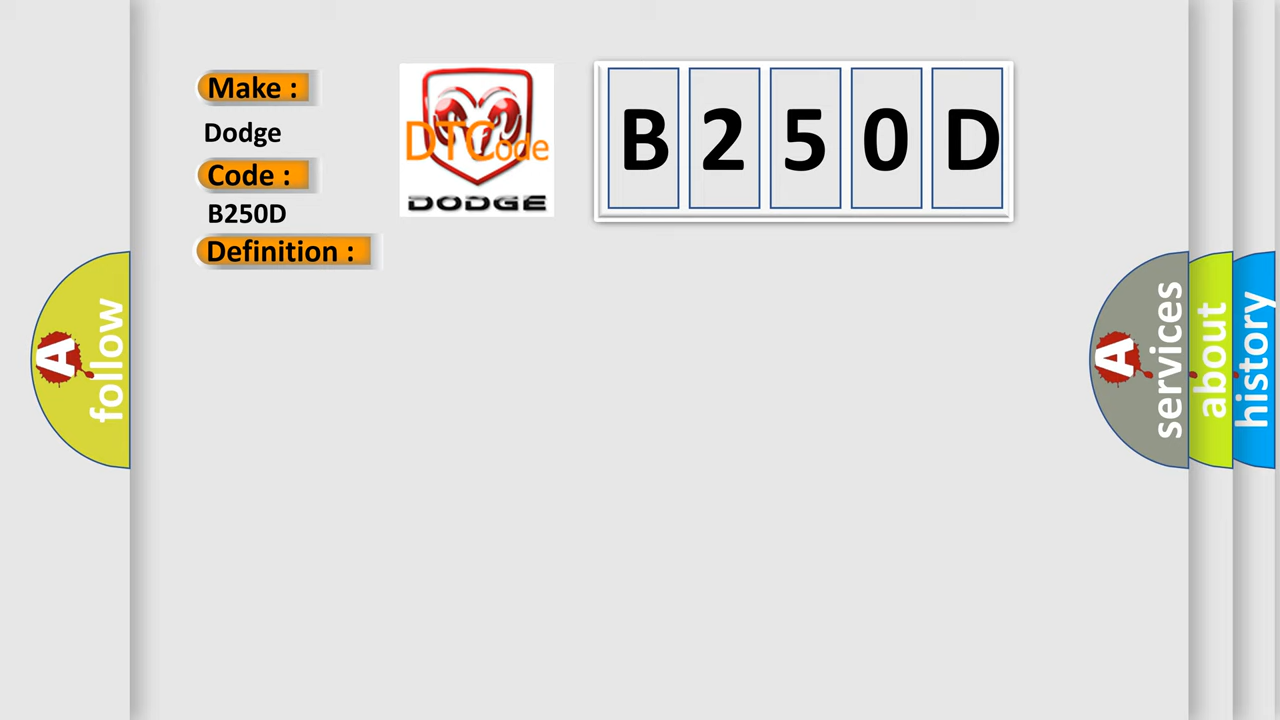 Make :
Dodge
Code :
B250D
Definition :
DTCode
DODGE
B 2 5 0 D
A follow
A services
about
history